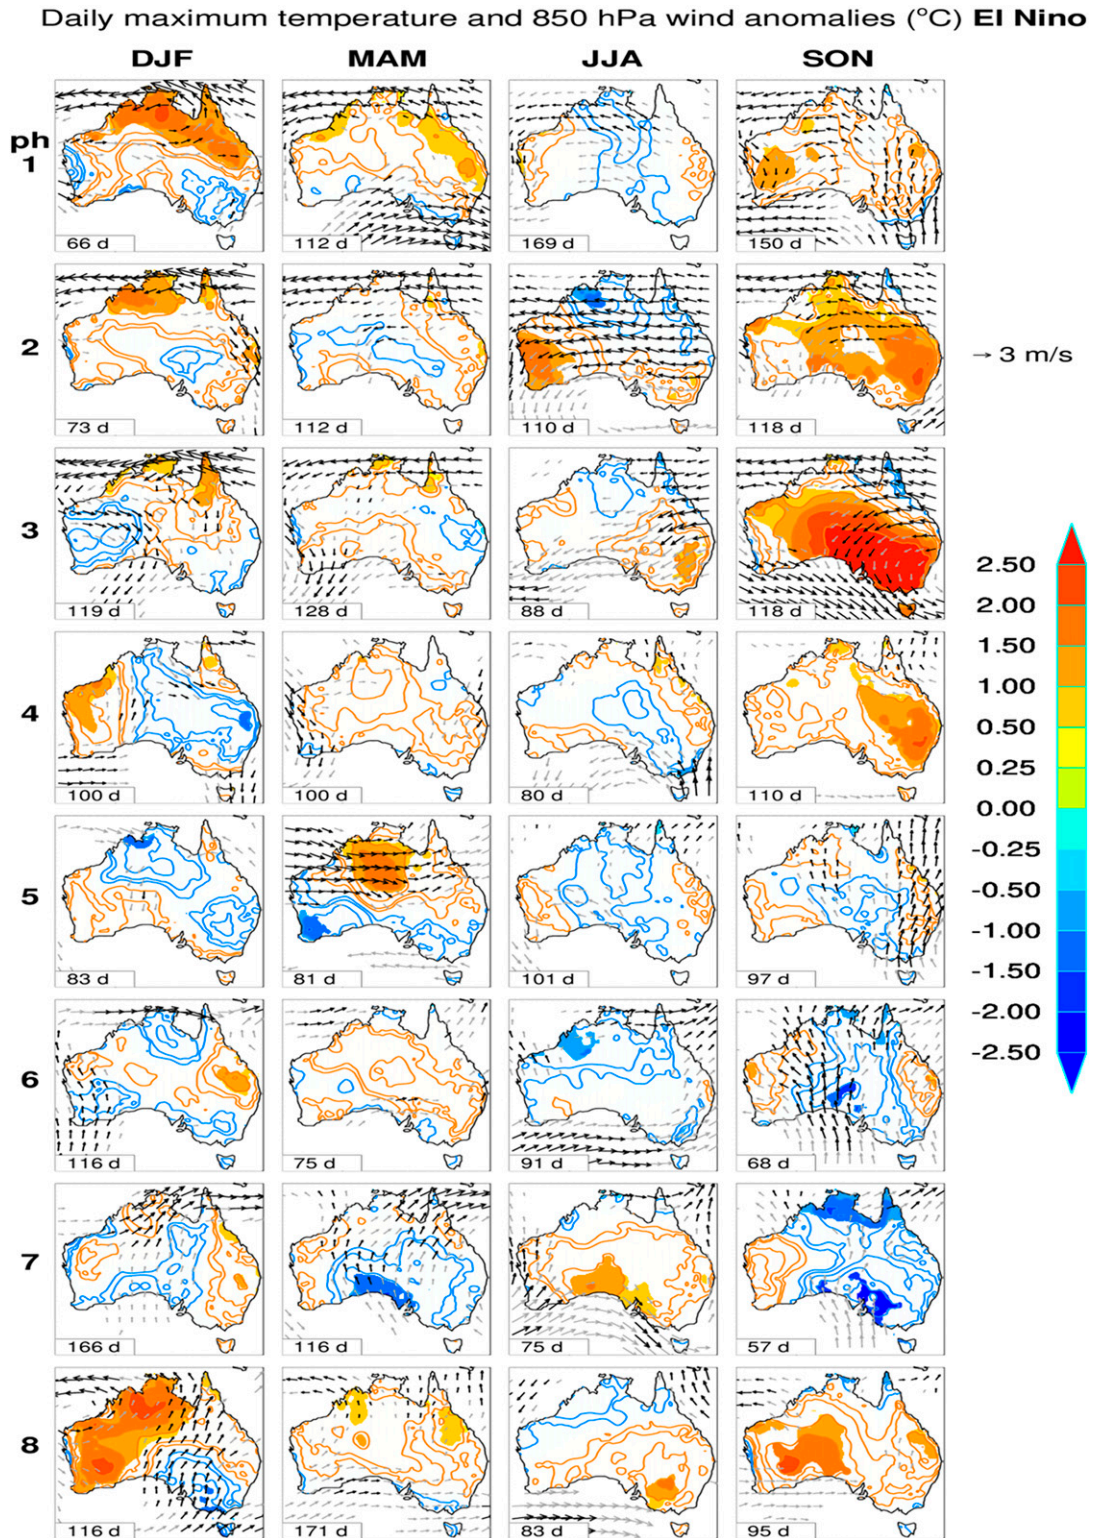 Daily maximum temperature and 850 hPa wind anomalies (°C) El Nino
DJF MAM JJA SON
ph
1
66 d 112 d 169 d 150 d
2
→ 3 m/s
73 d 112 d 110 d 118 d
3
119 d 128 d 88 d 118 d
4
100 d 100 d 80 d 110 d
5
83 d 81 d 101 d 97 d
6
116 d 75 d 91 d 68 d
7
166 d 116 d 75 d 57 d
8
116 d 171 d 83 d 95 d
2.50
2.00
1.50
1.00
0.50
0.25
0.00
-0.25
-0.50
-1.00
-1.50
-2.00
-2.50